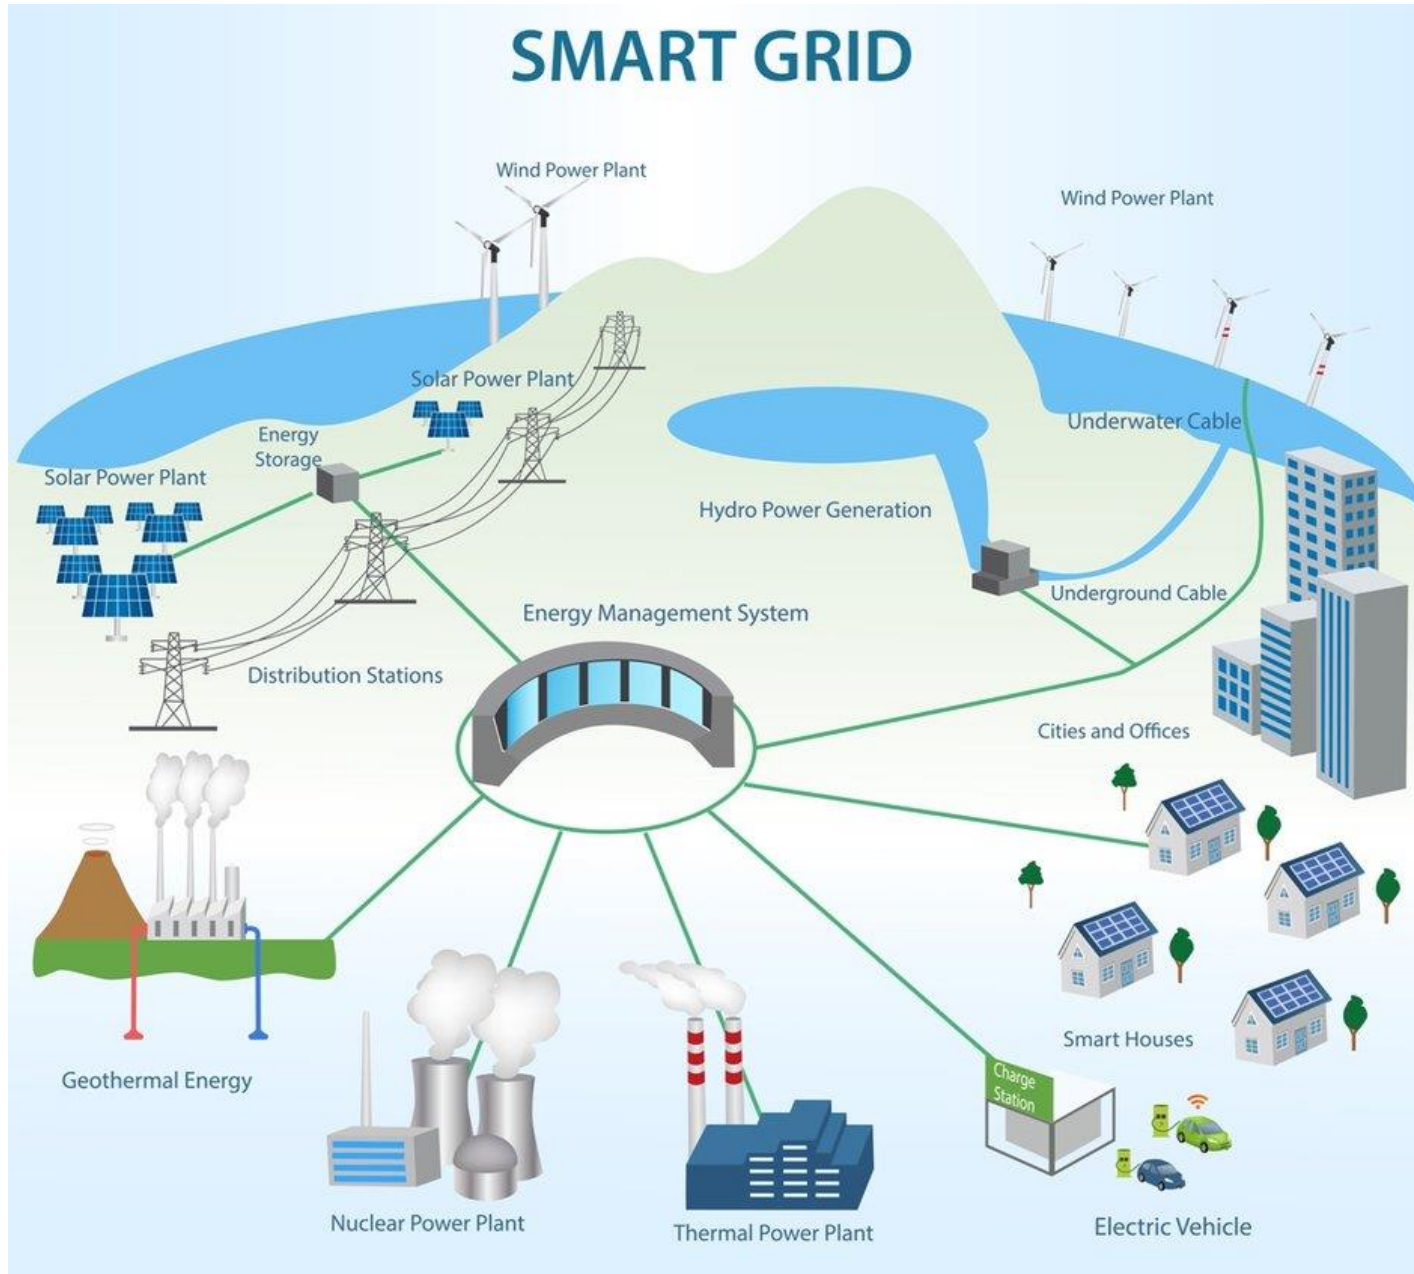 SMART GRID
Wind Power Plant
Wind Power Plant
Solar Power Plant
Underwater Cable
Energy
Storage
Solar Power Plant
Hydro Power Generation
Underground Cable
Energy Management System
Distribution Stations
Cities and Offices
Smart Houses
Geothermal Energy
Charge
Station
Nuclear Power Plant
Thermal Power Plant
Electric Vehicle